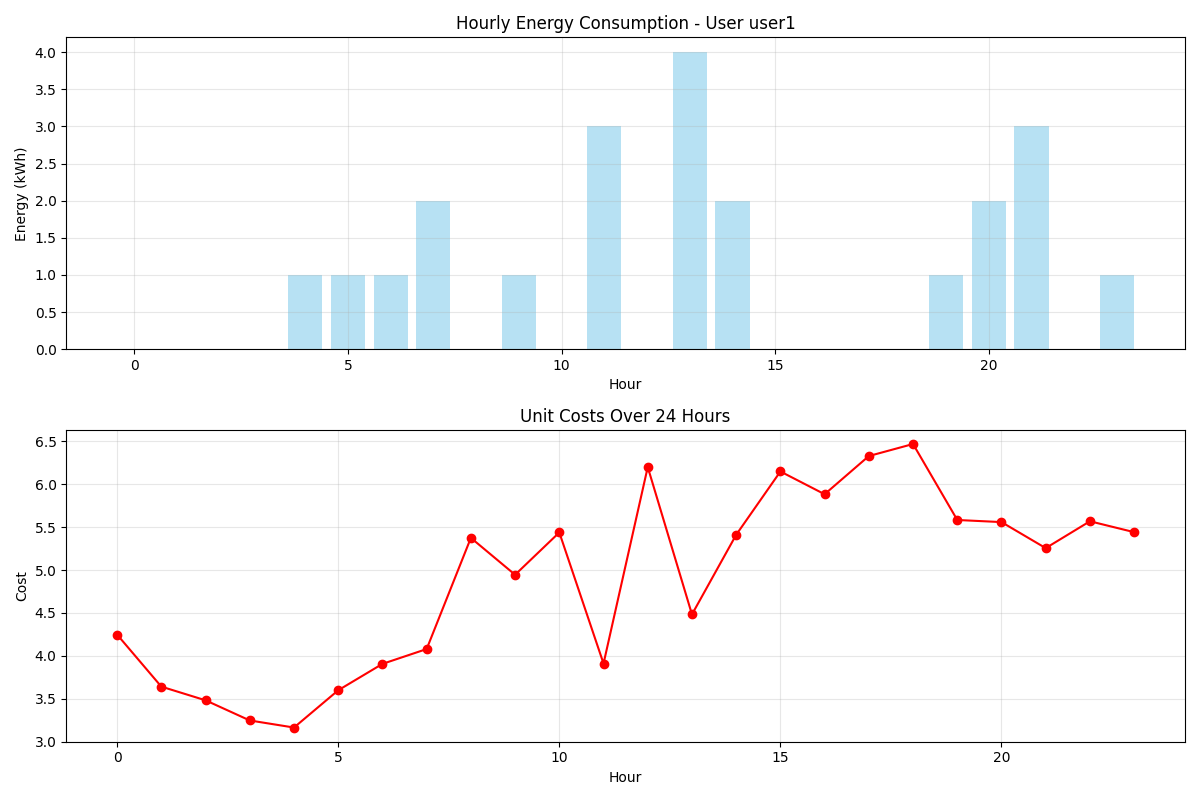 Hourly Energy Consumption - User user1
4.0
3.5
3.0
2.5
2.0
1.5
1.0
0.5
0.0
Energy (kWh)
0 5 10 15 20
Hour
Unit Costs Over 24 Hours
6.5
6.0
5.5
5.0
4.5
4.0
3.5
3.0
Cost
0 5 10 15 20
Hour